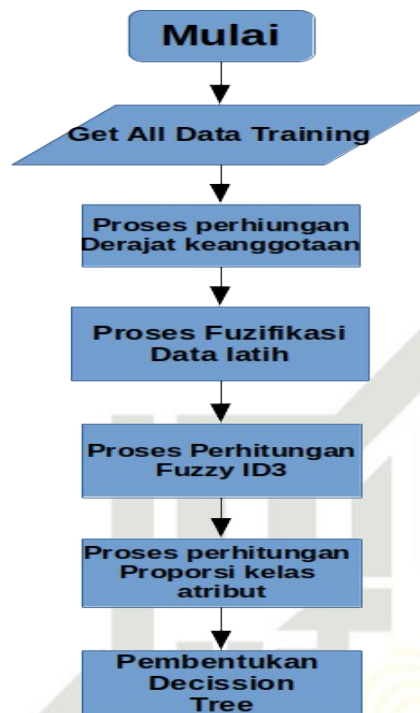 Mulai
Get All Data Training
Proses perhiungan
Derajat keanggotaan
Proses Fuzifikasi
Data latih
Proses Perhitungan
Fuzzy ID3
Proses perhitungan
Proporsi kelas
atribut
Pembentukan
Decission
Tree